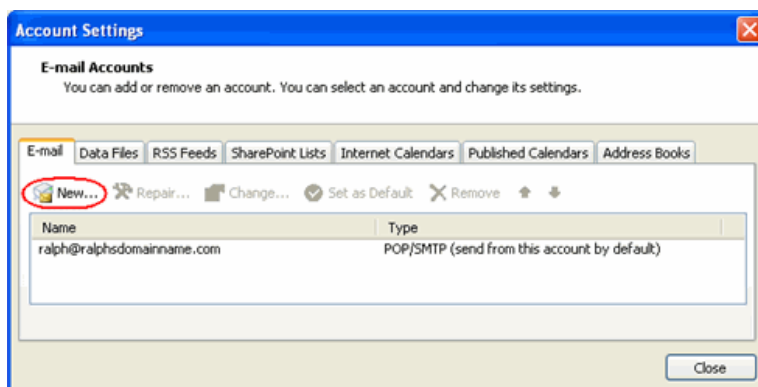 Account Settings
E-mail Accounts
You can add or remove an account. You can select an account and change its settings.
E-mail Data Files RSS Feeds SharePoint Lists Internet Calendars Published Calendars Address Books
New... Repair... Change... Set as Default Remove
Name Type
ralph@ralphsdomainname.com POP/SMTP (send from this account by default)
Close